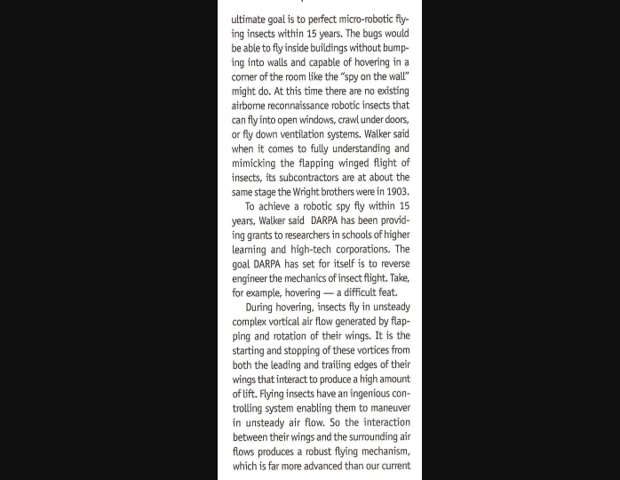 ultimate goal is to perfect micro-robotic fly-
ing insects within 15 years. The bugs would
be able to fly inside buildings without bump-
ing into walls and capable of hovering in a
corner of the room like the “spy on the wall”
might do. At this time there are no existing
airborne reconnaissance robotic insects that
can fly into open windows, crawl under doors,
or fly down ventilation systems. Walker said
when it comes to fully understanding and
mimicking the flapping winged flight of
insects, its subcontractors are at about the
same stage the Wright brothers were in 1903.
To achieve a robotic spy fly within 15
years, Walker said DARPA has been provid-
ing grants to researchers in schools of higher
learning and high-tech corporations. The
goal DARPA has set for itself is to reverse
engineer the mechanics of insect flight. Take,
for example, hovering — a difficult feat.
During hovering, insects fly in unsteady
complex vortical air flow generated by flap-
ping and rotation of their wings. It is the
starting and stopping of these vortices from
both the leading and trailing edges of their
wings that interact to produce a high amount
of lift. Flying insects have an ingenious con-
trolling system enabling them to maneuver
in unsteady air flow. So the interaction
between their wings and the surrounding air
flows produces a robust flying mechanism,
which is far more advanced than our current